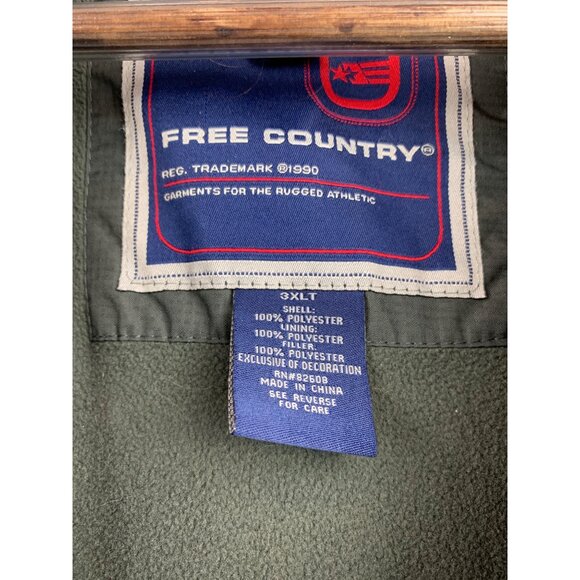 FREE COUNTRY®
REG. TRADEMARK ®1990
GARMENTS FOR THE RUGGED ATHLETIC
3XLT
SHELL:
100% POLYESTER
LINING:
100% POLYESTER
FILLER:
100% POLYESTER
EXCLUSIVE OF DECORATION
RN#82608
MADE IN CHINA
SEE REVERSE
FOR CARE